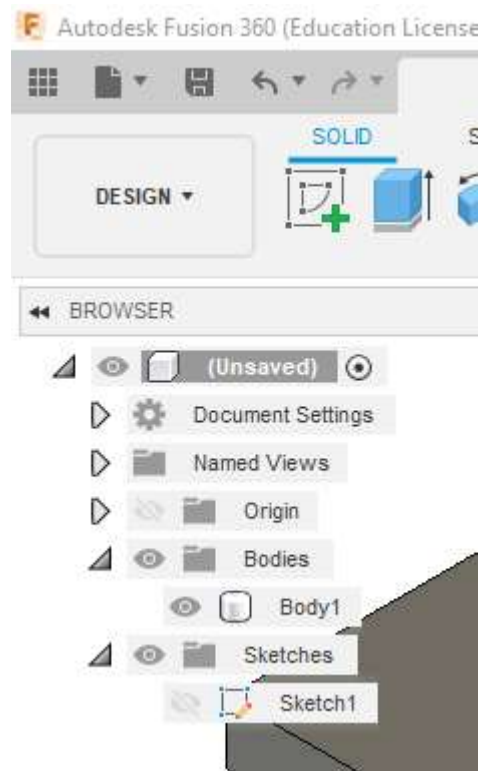 Autodesk Fusion 360 (Education License
SOLID
S
DESIGN
BROWSER
(Unsaved)
Document Settings
Named Views
Origin
Bodies
Body1
Sketches
Sketch1